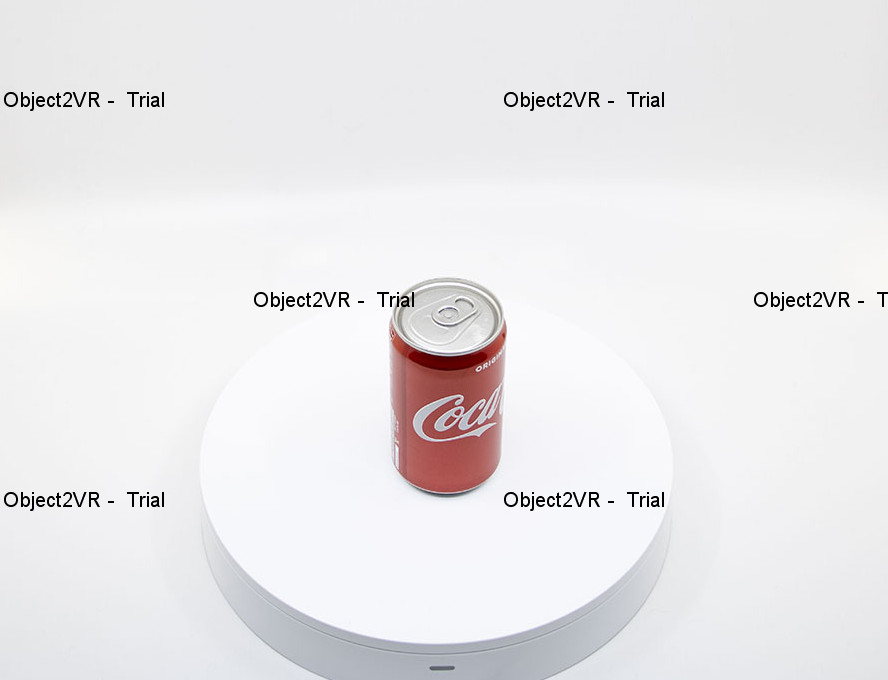 Object2VR - Trial
Object2VR - Trial
Object2VR - Trial
Object2VR - T
ORIGIN
Coca
Object2VR - Trial
Object2VR - Trial